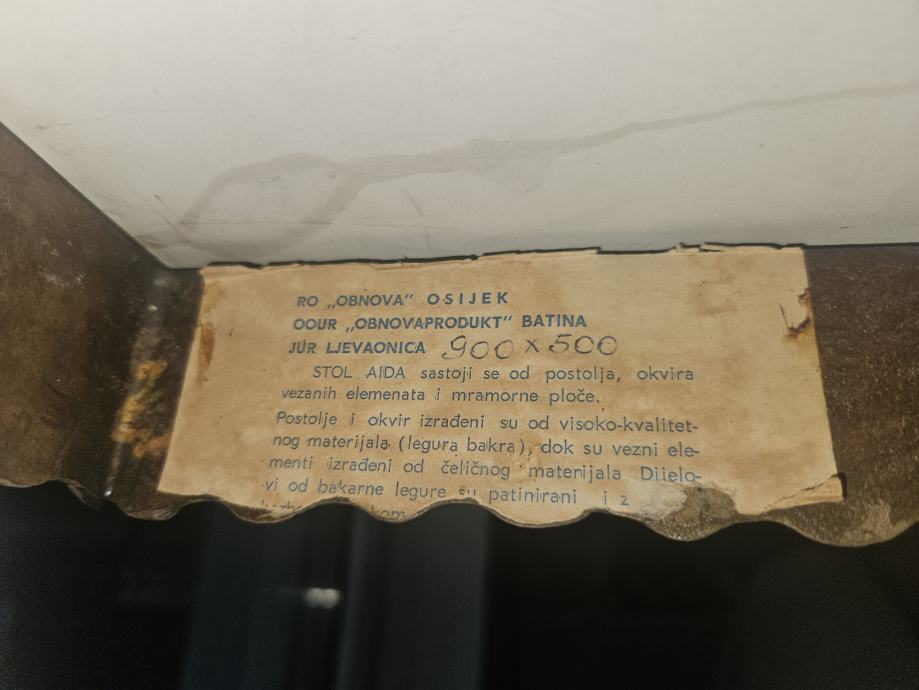 RO „OBNOVA” OSIJEK
OOUR „OBNOVAPRODUKT” BATINA
JUR LJEVAONICA 900 x 500
STOL AIDA sastoji se od postolja, okvira
vezanih elemenata i mramorne ploče.
Postolje i okvir izrađeni su od visoko-kvalitet-
nog materijala (legura bakra), dok su vezni ele-
menti izrađeni od čeličnog materijala Dijelo-
vi od bakarne legure su patinirani i z